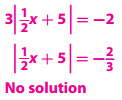 3|1/2x + 5| = −2
|1/2x + 5| = −2/3
No solution